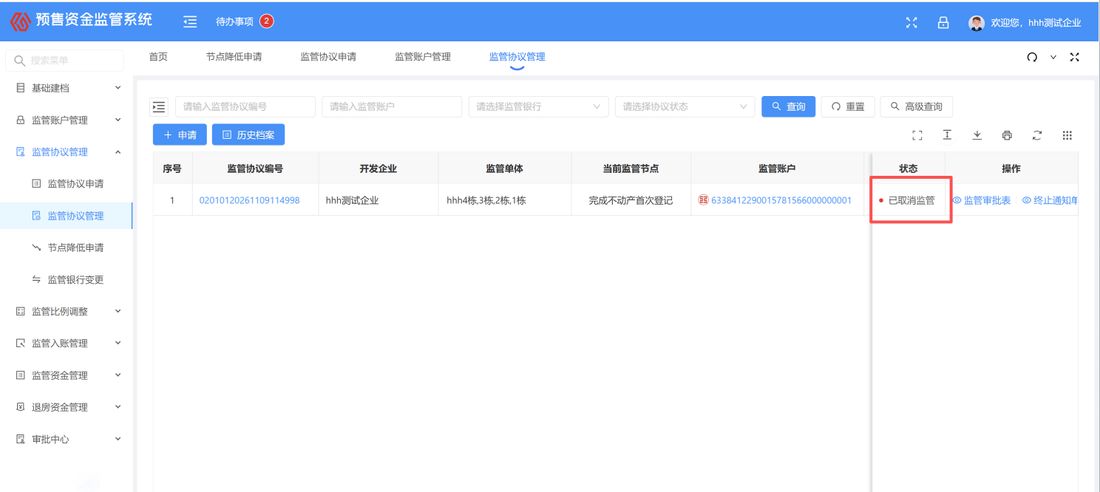 预售资金监管系统 待办事项 2 欢迎您，hhh测试企业
搜索菜单
首页 节点降低申请 监管协议申请 监管账户管理 监管协议管理
基础建档
监管账户管理
监管协议管理
监管协议申请
监管协议管理
节点降低申请
监管银行变更
监管比例调整
监管入账管理
监管资金管理
退房资金管理
审批中心
请输入监管协议编号 请输入监管账户 请选择监管银行 请选择协议状态 查询 重置 高级查询
申请 历史档案
序号 监管协议编号 开发企业 监管单体 当前监管节点 监管账户 状态 操作
1 02010120261109114998 hhh测试企业 hhh4栋,3栋,2栋,1栋 完成不动产首次登记 6338412290015781566000000001 已取消监管 监管审批表 终止通知单